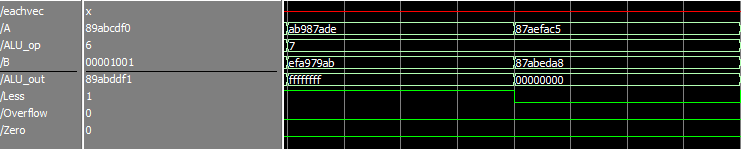 /eachvec x
/A 89abcdf0 ab987ade 87aefac5
/ALU_op 6 7
/B 00001001 efa979ab 87abeda8
/ALU_out 89abddf1 ffffffff 00000000
/Less 1
/Overflow 0
/Zero 0